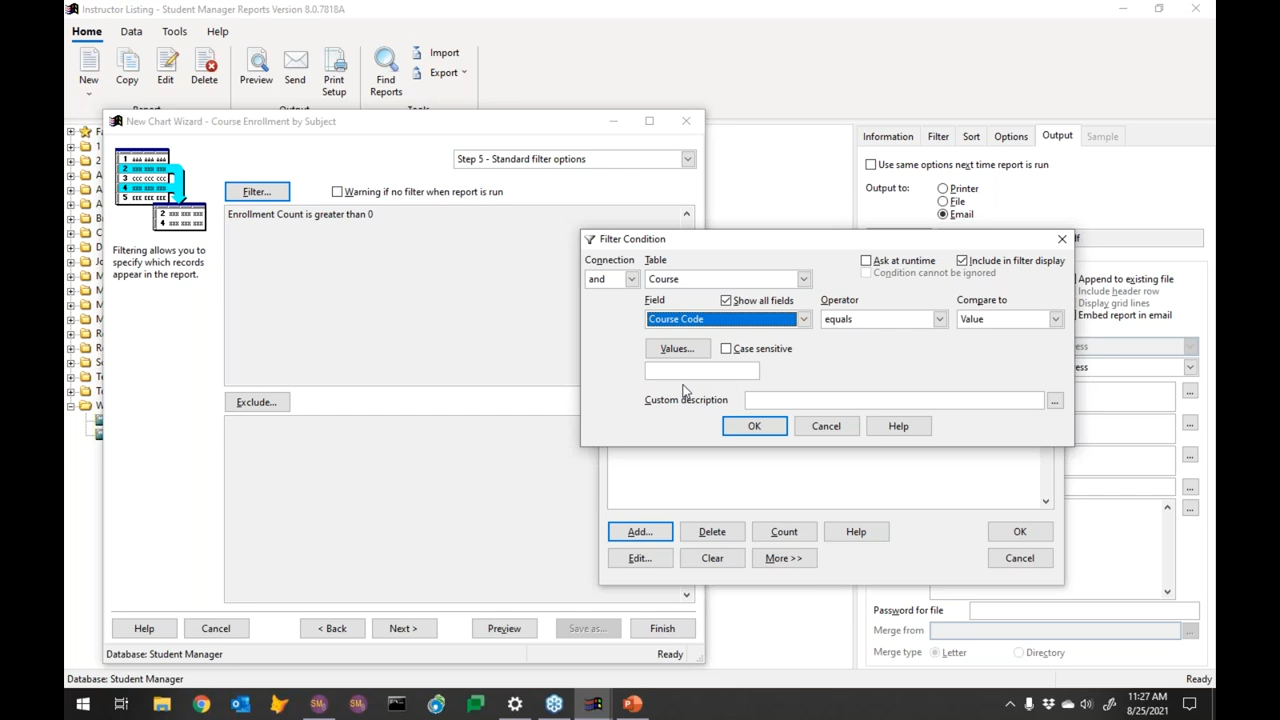 Instructor Listing - Student Manager Reports Version 8.0.7818A
Home Data Tools Help
New Copy Edit Delete Preview Send Print Setup Find Reports Import Export
New Chart Wizard - Course Enrollment by Subject
Information Filter Sort Options Output Sample
Step 5 - Standard filter options
Use same options next time report is run
Filter... Warning if no filter when report is run
Output to: Printer
File
Email
Enrollment Count is greater than 0
Filtering allows you to
specify which records
appear in the report.
Filter Condition
Connection Table
Ask at runtime Include in filter display
and Course
Condition cannot be ignored
Field Show all fields Operator Compare to
Course Code equals Value
Values... Case sensitive
Custom description ...
OK Cancel Help
Append to existing file
Include header row
Display grid lines
Embed report in email
Exclude...
Add... Delete Count Help OK
Edit... Clear More >> Cancel
Password for file
Merge from ...
Merge type Letter Directory
Help Cancel < Back Next > Preview Save as... Finish
Database: Student Manager Ready
Database: Student Manager Ready
11:27 AM
8/25/2021